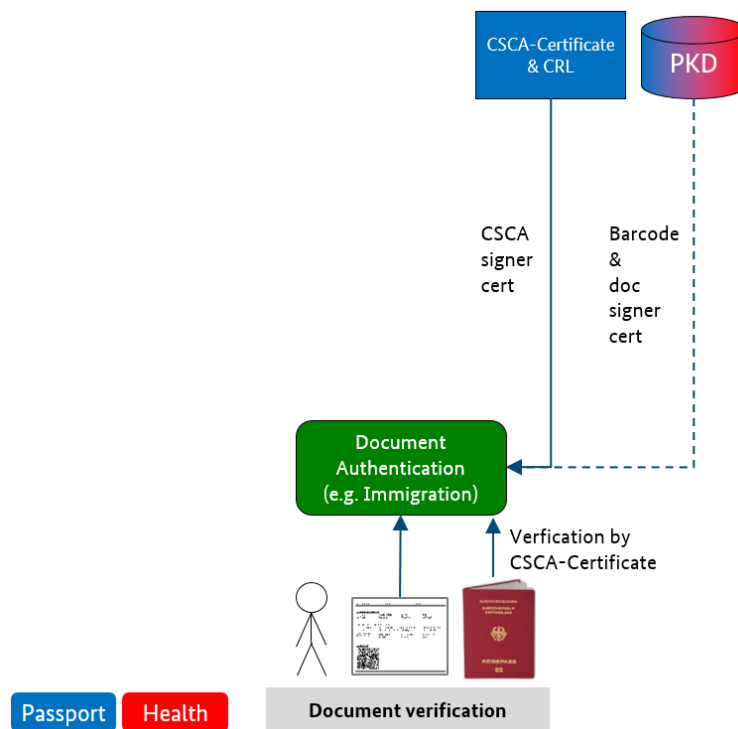 CSCA-Certificate
& CRL
PKD
CSCA
signer
cert
Barcode
&
doc
signer
cert
Document
Authentication
(e.g. Immigration)
Verfication by
CSCA-Certificate
REISEPASS
Passport
Health
Document verification